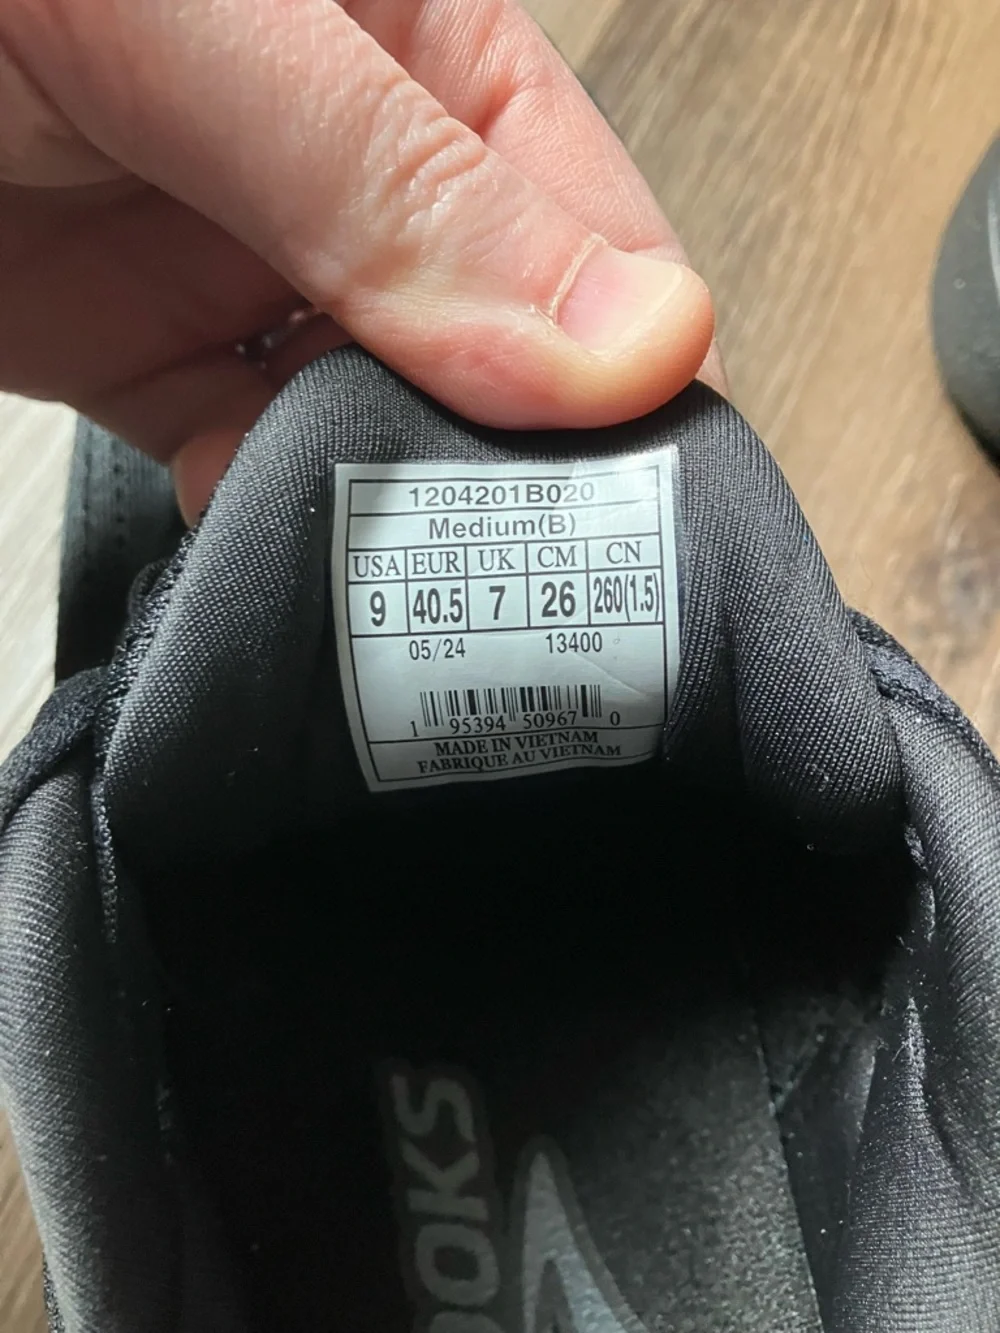 1204201B020
Medium(B)
USA EUR UK CM CN
9 40.5 7 26 260(1.5)
05/24 13400
1 95394 50967 0
MADE IN VIETNAM
FABRIQUE AU VIETNAM
OOKS